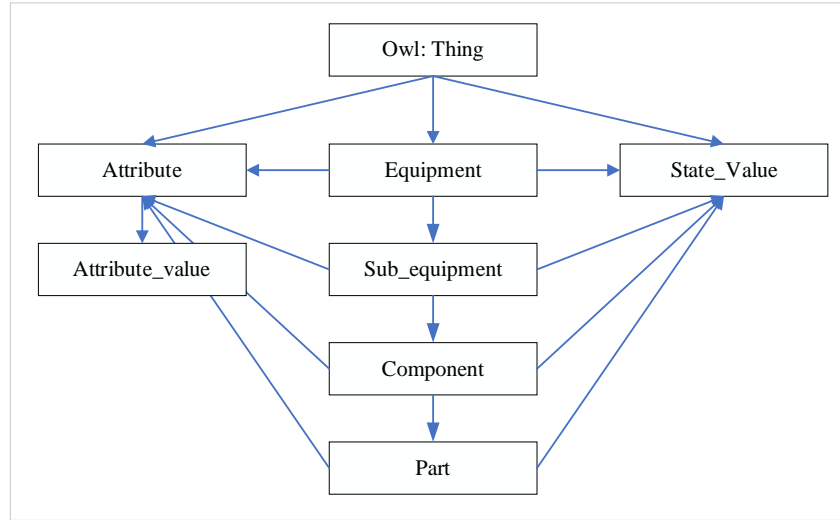 Owl: Thing
Attribute
Equipment
State_Value
Attribute_value
Sub_equipment
Component
Part